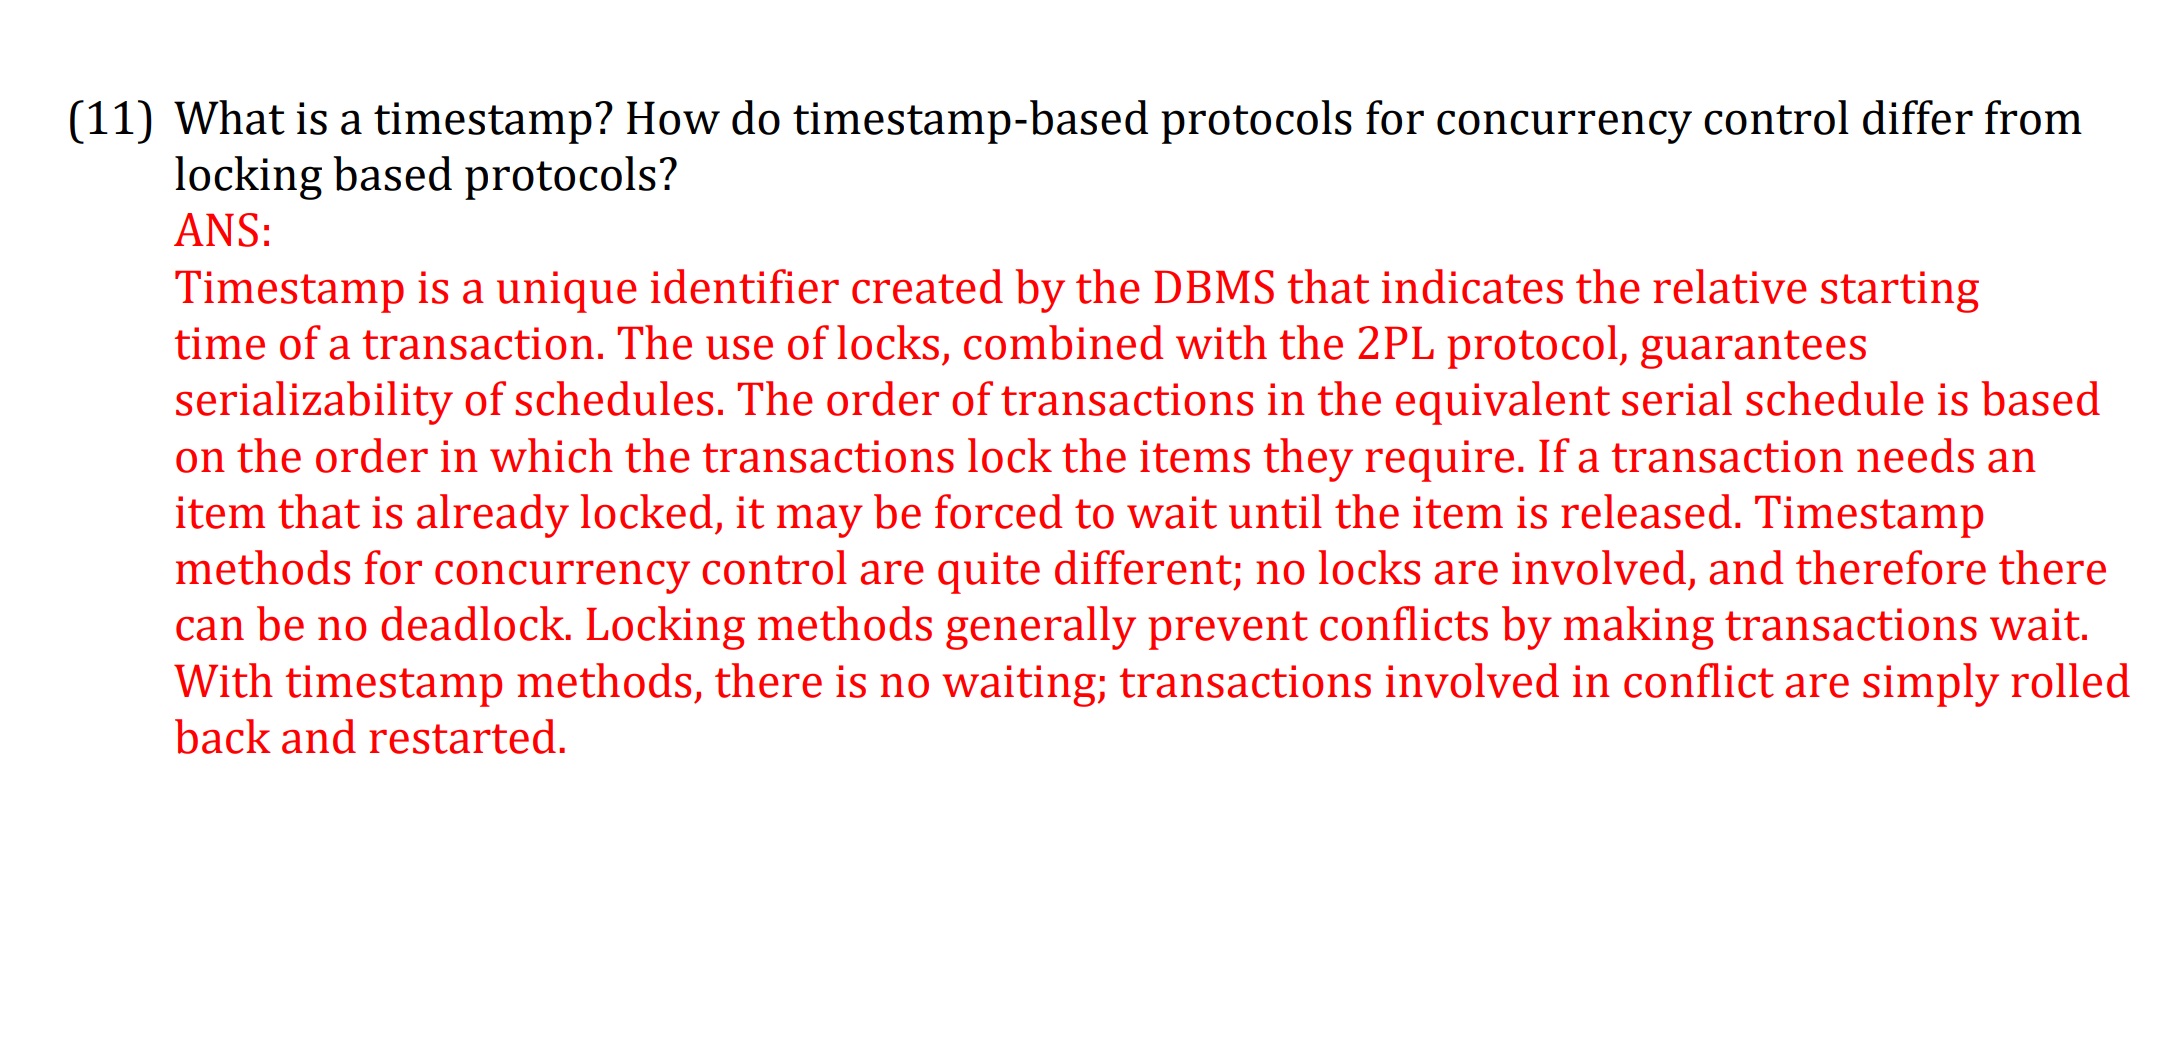 (11) What is a timestamp? How do timestamp-based protocols for concurrency control differ from
locking based protocols?
ANS:
Timestamp is a unique identifier created by the DBMS that indicates the relative starting
time of a transaction. The use of locks, combined with the 2PL protocol, guarantees
serializability of schedules. The order of transactions in the equivalent serial schedule is based
on the order in which the transactions lock the items they require. If a transaction needs an
item that is already locked, it may be forced to wait until the item is released. Timestamp
methods for concurrency control are quite different; no locks are involved, and therefore there
can be no deadlock. Locking methods generally prevent conflicts by making transactions wait.
With timestamp methods, there is no waiting; transactions involved in conflict are simply rolled
back and restarted.